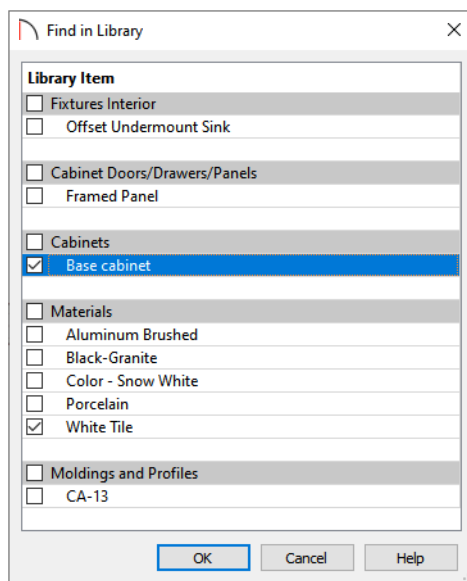 Find in Library
Library Item
Fixtures Interior
Offset Undermount Sink
Cabinet Doors/Drawers/Panels
Framed Panel
Cabinets
Base cabinet
Materials
Aluminum Brushed
Black-Granite
Color - Snow White
Porcelain
White Tile
Moldings and Profiles
CA-13
OK Cancel Help